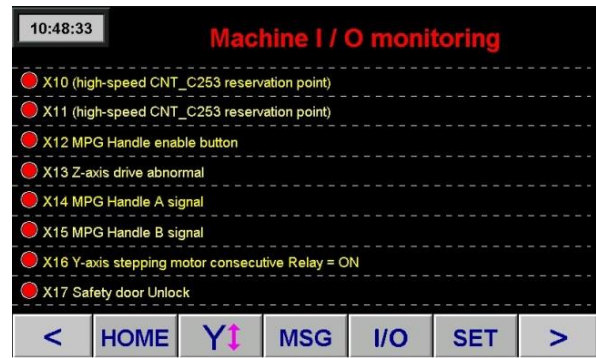 10:48:33
Machine I / O monitoring
X10 (high-speed CNT_C253 reservation point)
X11 (high-speed CNT_C253 reservation point)
X12 MPG Handle enable button
X13 Z-axis drive abnormal
X14 MPG Handle A signal
X15 MPG Handle B signal
X16 Y-axis stepping motor consecutive Relay = ON
X17 Safety door Unlock
< HOME Y MSG I/O SET >